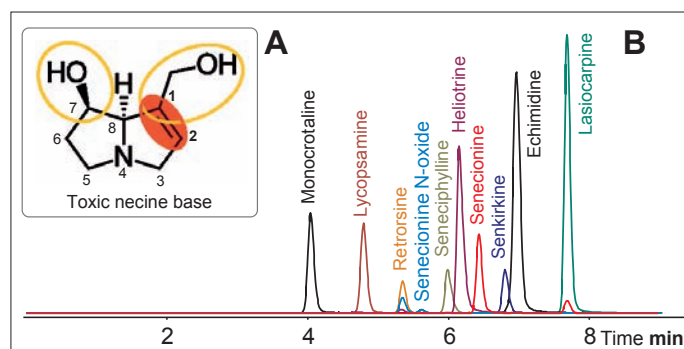 A
B
HO
H
OH
1
2
3
4
5
6
7
8
N
Toxic necine base
Monocrotaline
Lycopsamine
Retrorsine
Senecionine N-oxide
Seneciphylline
Heliotrine
Senecionine
Senkirkine
Echimidine
Lasiocarpine
2 4 6 8 Time min